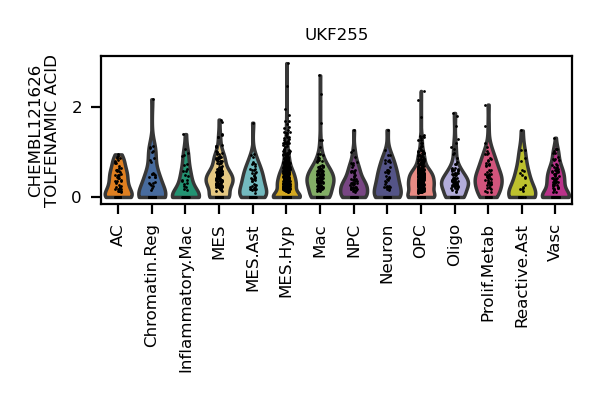 UKF255
CHEMBL121626
TOLFENAMIC ACID
2
0
AC
Chromatin.Reg
Inflammatory.Mac
MES
MES.Ast
MES.Hyp
Mac
NPC
Neuron
OPC
Oligo
Prolif.Metab
Reactive.Ast
Vasc